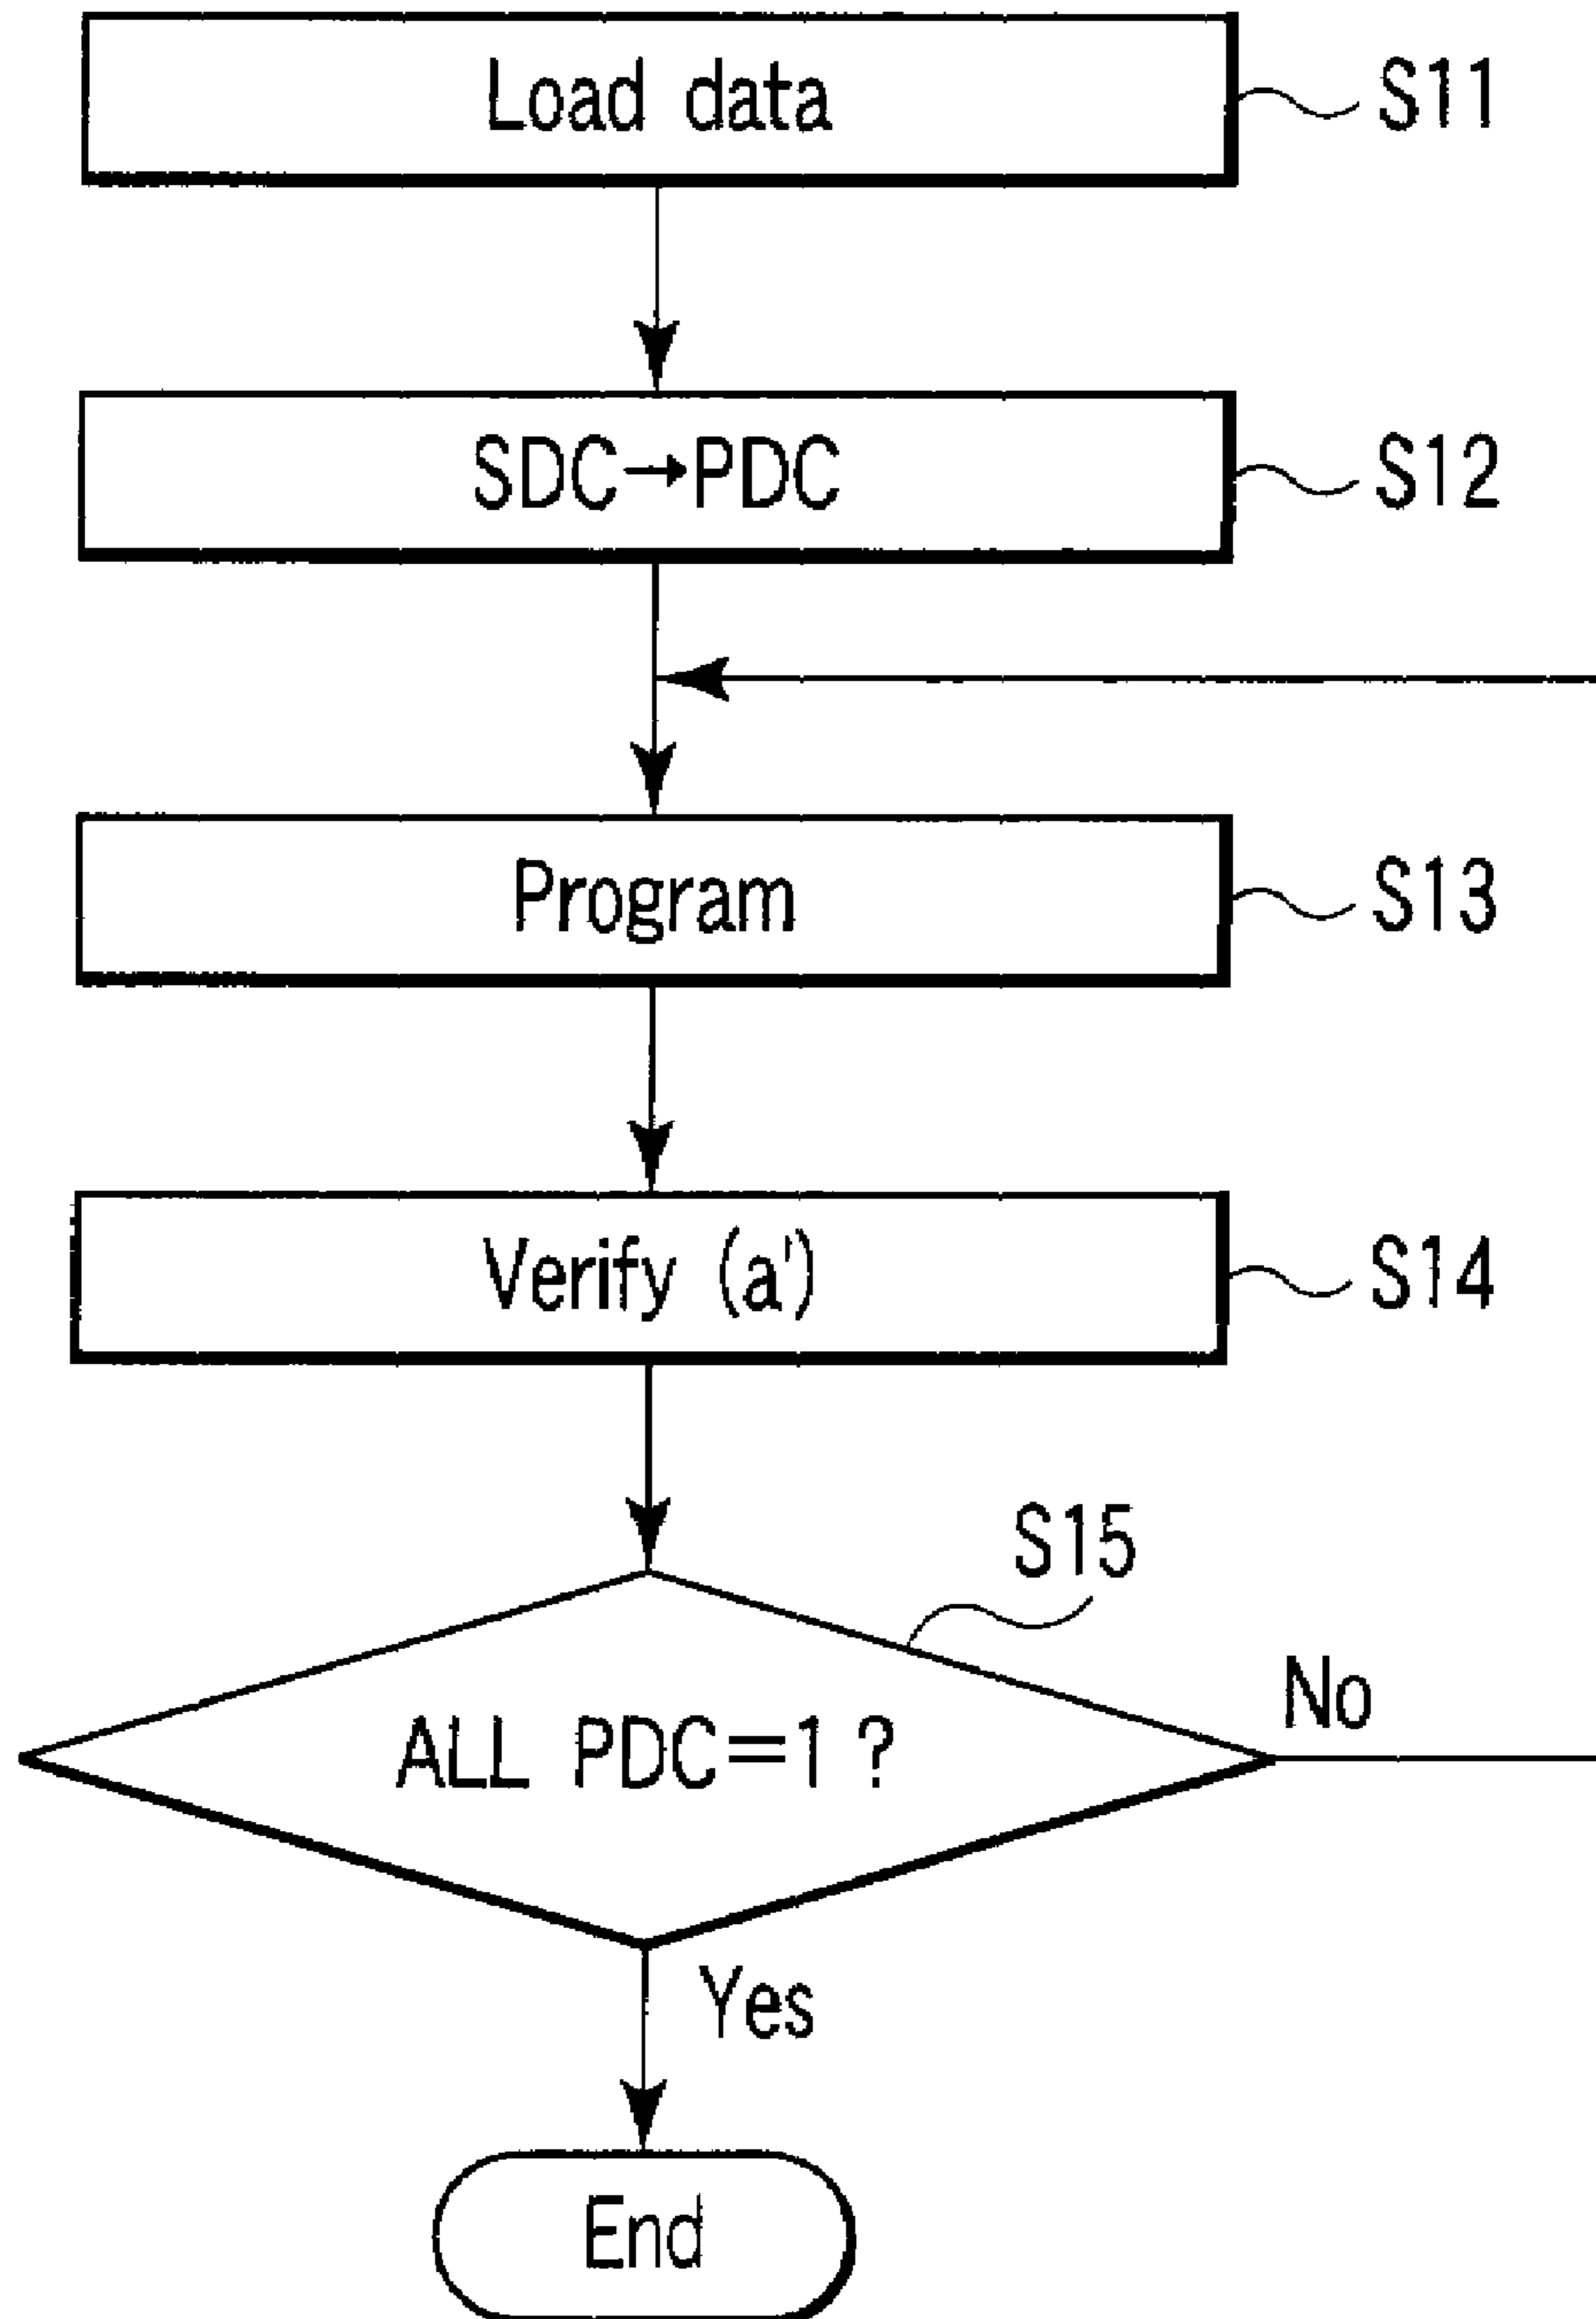 Load data S11
SDC→PDC S12
Program S13
Verify (a') S14
S15
ALL PDC=1 ?
No
Yes
End